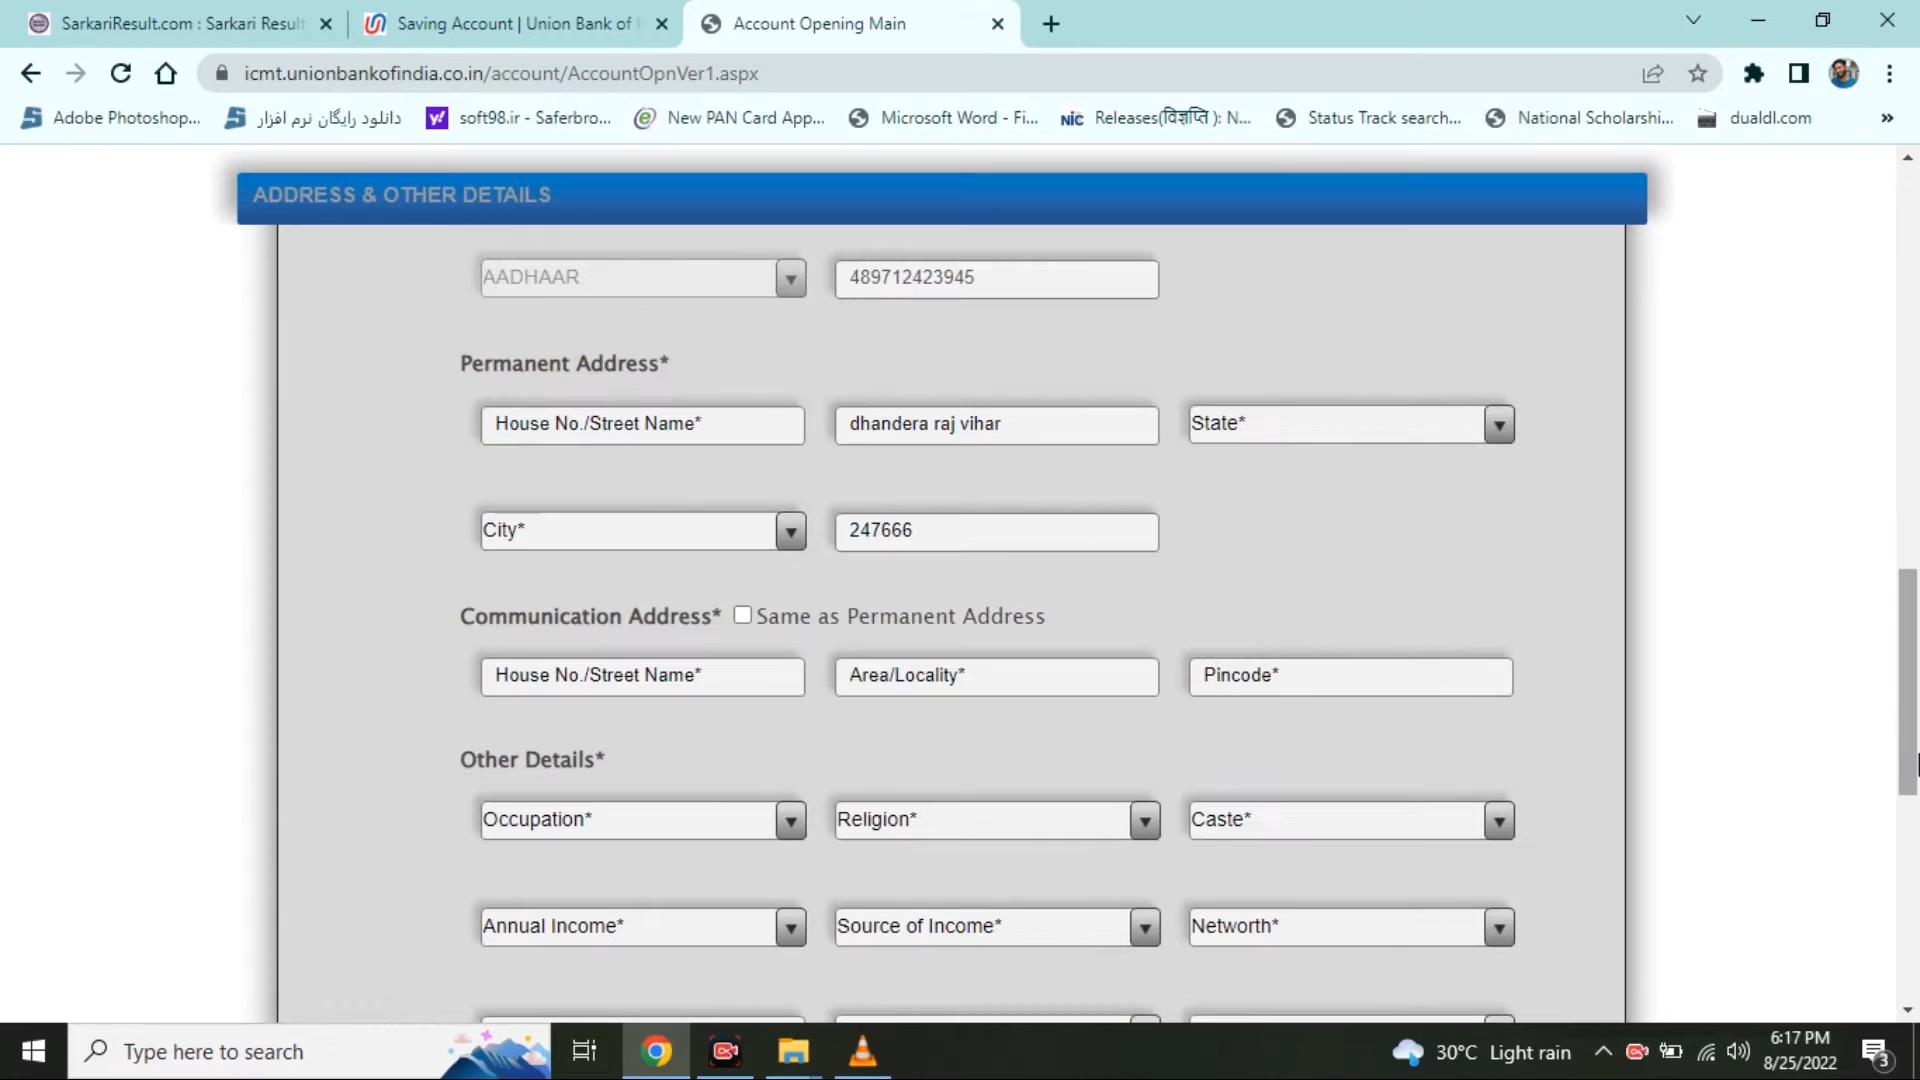 SarkariResult.com : Sarkari Result
Saving Account | Union Bank of
Account Opening Main
icmt.unionbankofindia.co.in/account/AccountOpnVer1.aspx
Adobe Photoshop...
دانلود رایگان نرم افزار
soft98.ir - Saferbro...
New PAN Card App...
Microsoft Word - Fi...
NIC Releases(विज्ञप्ति ): N...
Status Track search...
National Scholarshi...
dualdl.com
ADDRESS & OTHER DETAILS
AADHAAR 489712423945
Permanent Address*
House No./Street Name* dhandera raj vihar State*
City* 247666
Communication Address* Same as Permanent Address
House No./Street Name* Area/Locality* Pincode*
Other Details*
Occupation* Religion* Caste*
Annual Income* Source of Income* Networth*
Type here to search
30°C Light rain
6:17 PM
8/25/2022
3